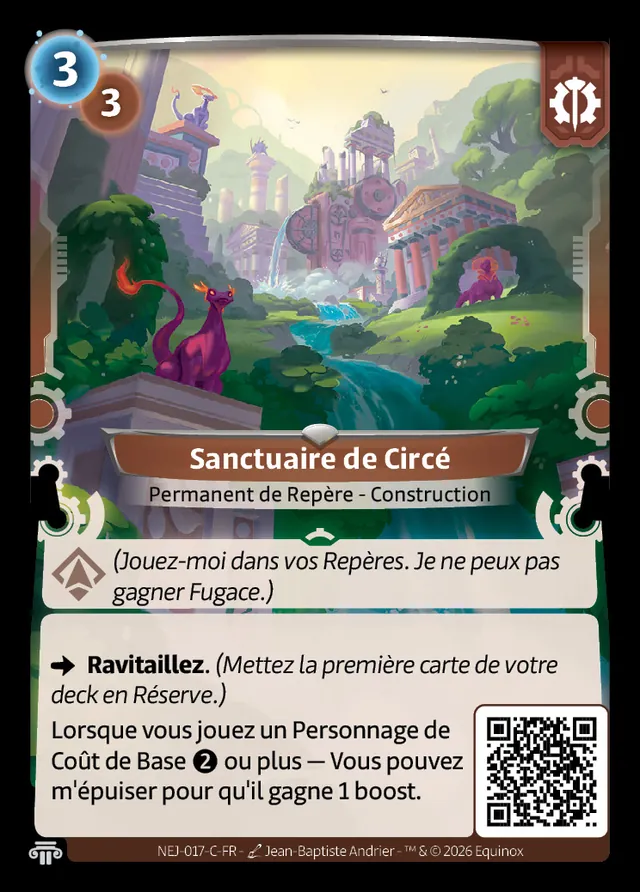 3
3
Sanctuaire de Circé
Permanent de Repère - Construction
(Jouez-moi dans vos Repères. Je ne peux pas
gagner Fugace.)
Ravitaillez. (Mettez la première carte de votre
deck en Réserve.)
Lorsque vous jouez un Personnage de
Coût de Base 2 ou plus — Vous pouvez
m'épuiser pour qu'il gagne 1 boost.
NEJ-017-C-FR - Jean-Baptiste Andrier - ™ & © 2026 Equinox